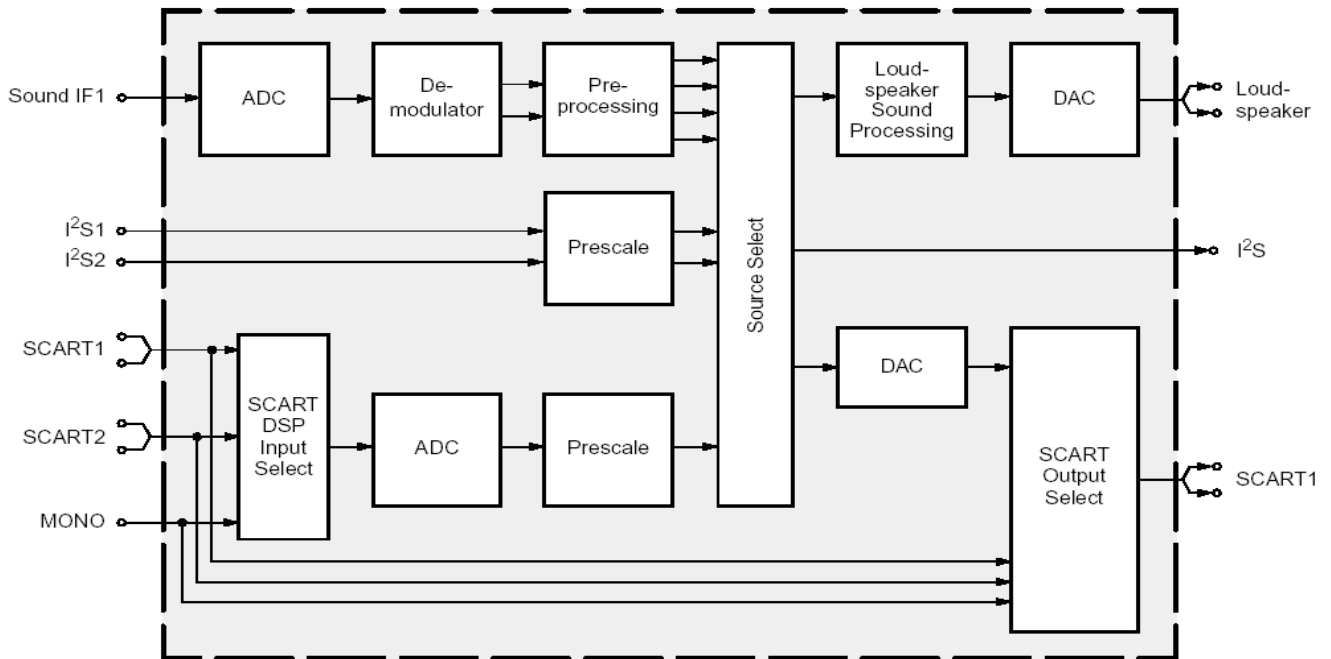 Sound IF1
ADC
De-
modulator
Pre-
processing
Loud-
speaker
Sound
Processing
DAC
Loud-
speaker
I²S1
I²S2
Prescale
Source Select
I²S
SCART1
SCART2
MONO
SCART
DSP
Input
Select
ADC
Prescale
DAC
SCART
Output
Select
SCART1